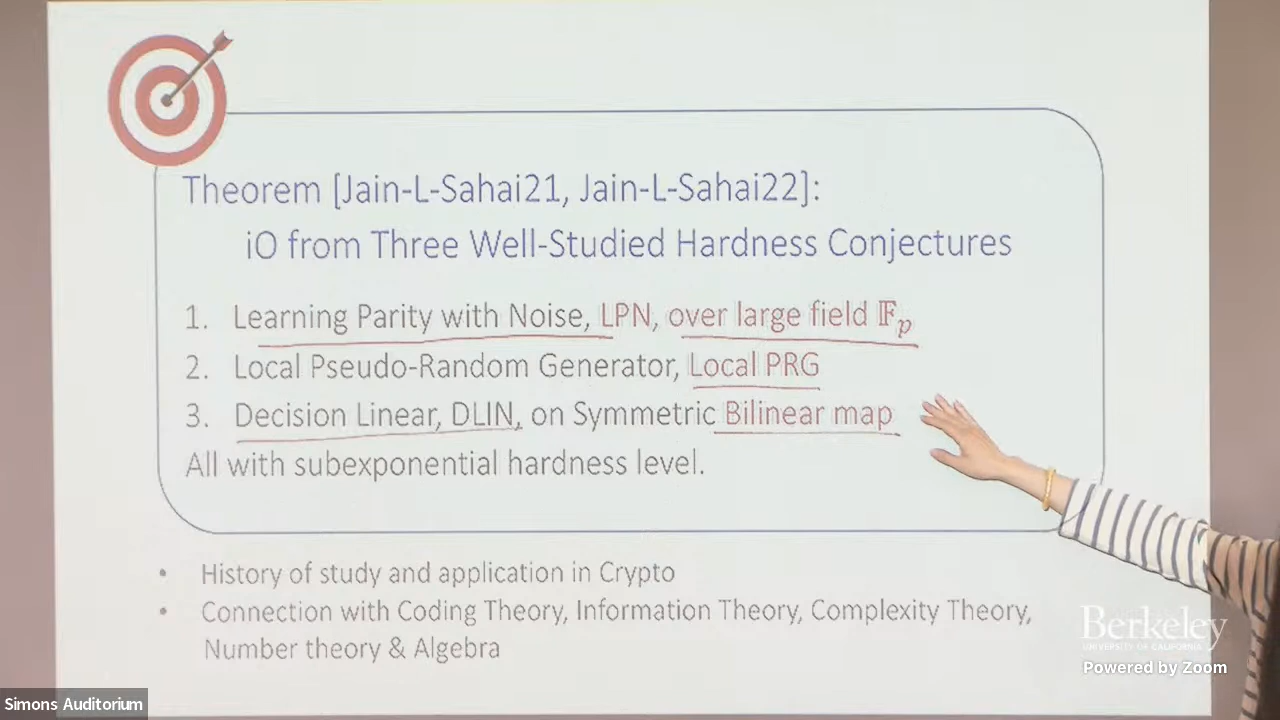 Theorem [Jain-L-Sahai21, Jain-L-Sahai22]:
iO from Three Well-Studied Hardness Conjectures
1. Learning Parity with Noise, LPN, over large field 𝔽ₚ
2. Local Pseudo-Random Generator, Local PRG
3. Decision Linear, DLIN, on Symmetric Bilinear map
All with subexponential hardness level.
• History of study and application in Crypto
• Connection with Coding Theory, Information Theory, Complexity Theory,
Number theory & Algebra
Berkeley
UNIVERSITY OF CALIFORNIA
Powered by Zoom
Simons Auditorium